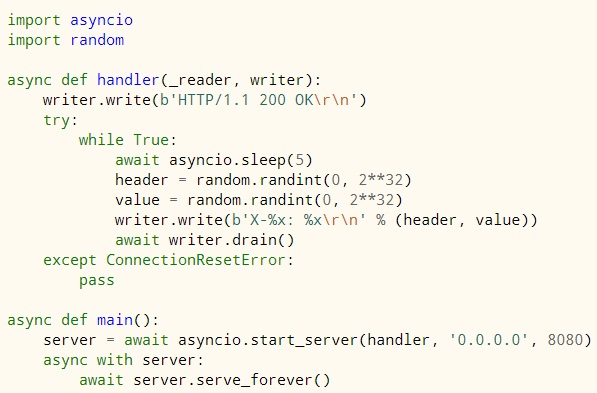 import asyncio
import random

async def handler(_reader, writer):
    writer.write(b'HTTP/1.1 200 OK\r\n')
    try:
        while True:
            await asyncio.sleep(5)
            header = random.randint(0, 2**32)
            value = random.randint(0, 2**32)
            writer.write(b'X-%x: %x\r\n' % (header, value))
            await writer.drain()
    except ConnectionResetError:
        pass

async def main():
    server = await asyncio.start_server(handler, '0.0.0.0', 8080)
    async with server:
        await server.serve_forever()